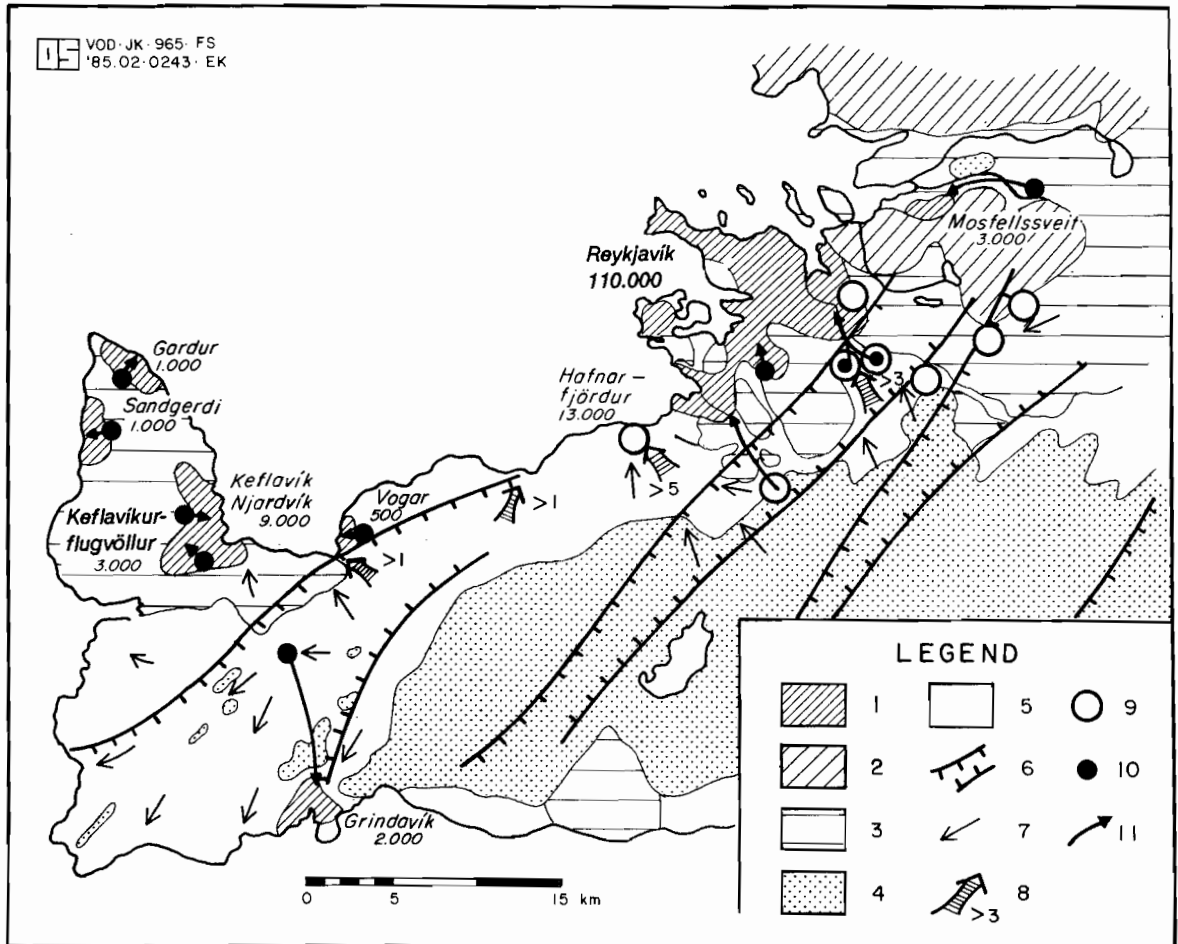 VOD·JK·965·FS
'85.02·0243·EK
Reykjavík
110.000
Mosfellssveit
3.000
Gardur
1.000
Sandgerdi
1.000
Hafnar-
fjördur
13.000
Keflavík
Njardvík
9.000
Vogar
500
Keflavíkur-
flugvöllur
3.000
Grindavík
2.000
>3
>5
>1
>1
0 5 15 km
LEGEND
1 5 9
2 6 10
3 7 11
4 >3 8